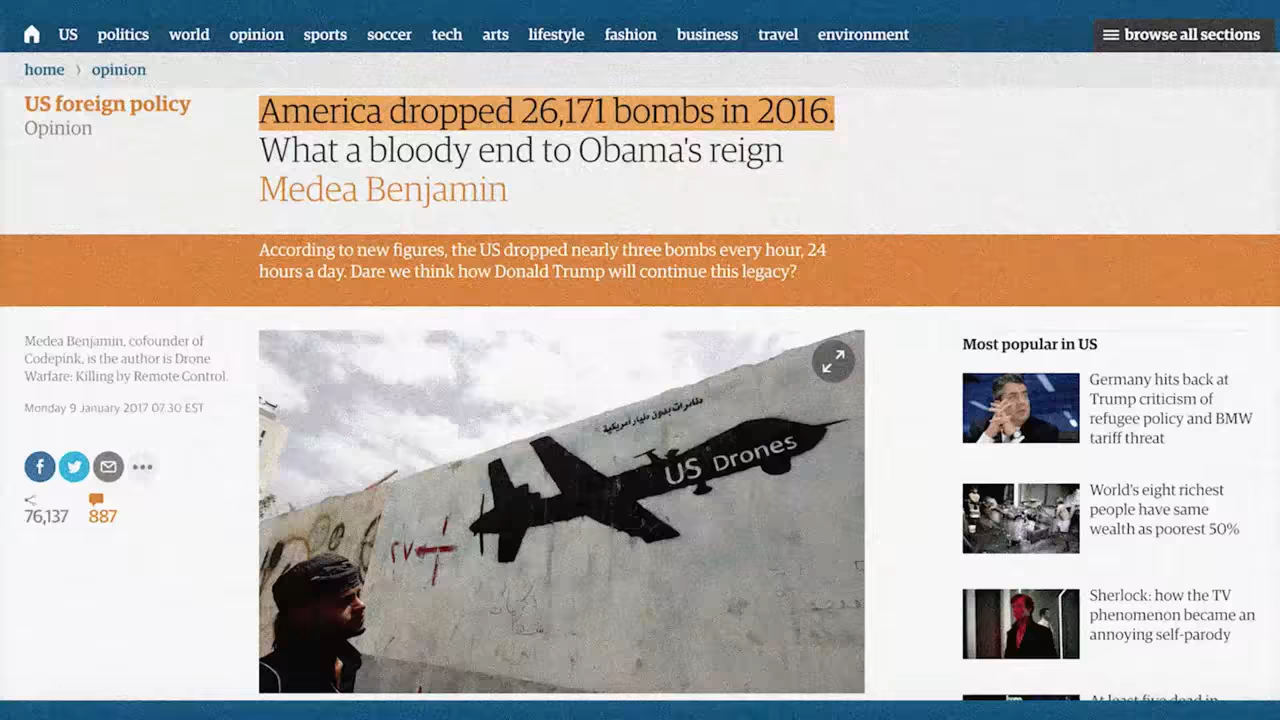 US politics world opinion sports soccer tech arts lifestyle fashion business travel environment browse all sections
home opinion
US foreign policy
Opinion
America dropped 26,171 bombs in 2016.
What a bloody end to Obama's reign
Medea Benjamin
According to new figures, the US dropped nearly three bombs every hour, 24
hours a day. Dare we think how Donald Trump will continue this legacy?
Medea Benjamin, cofounder of
Codepink, is the author is Drone
Warfare: Killing by Remote Control.
Monday 9 January 2017 07.30 EST
76,137 887
طائرات بدون طيار أمريكية
US Drones
Most popular in US
Germany hits back at
Trump criticism of
refugee policy and BMW
tariff threat
World's eight richest
people have same
wealth as poorest 50%
Sherlock: how the TV
phenomenon became an
annoying self-parody
At least five dead in